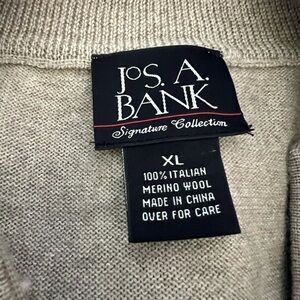 JOS. A.
BANK
Signature Collection
XL
100% ITALIAN
MERINO WOOL
MADE IN CHINA
OVER FOR CARE